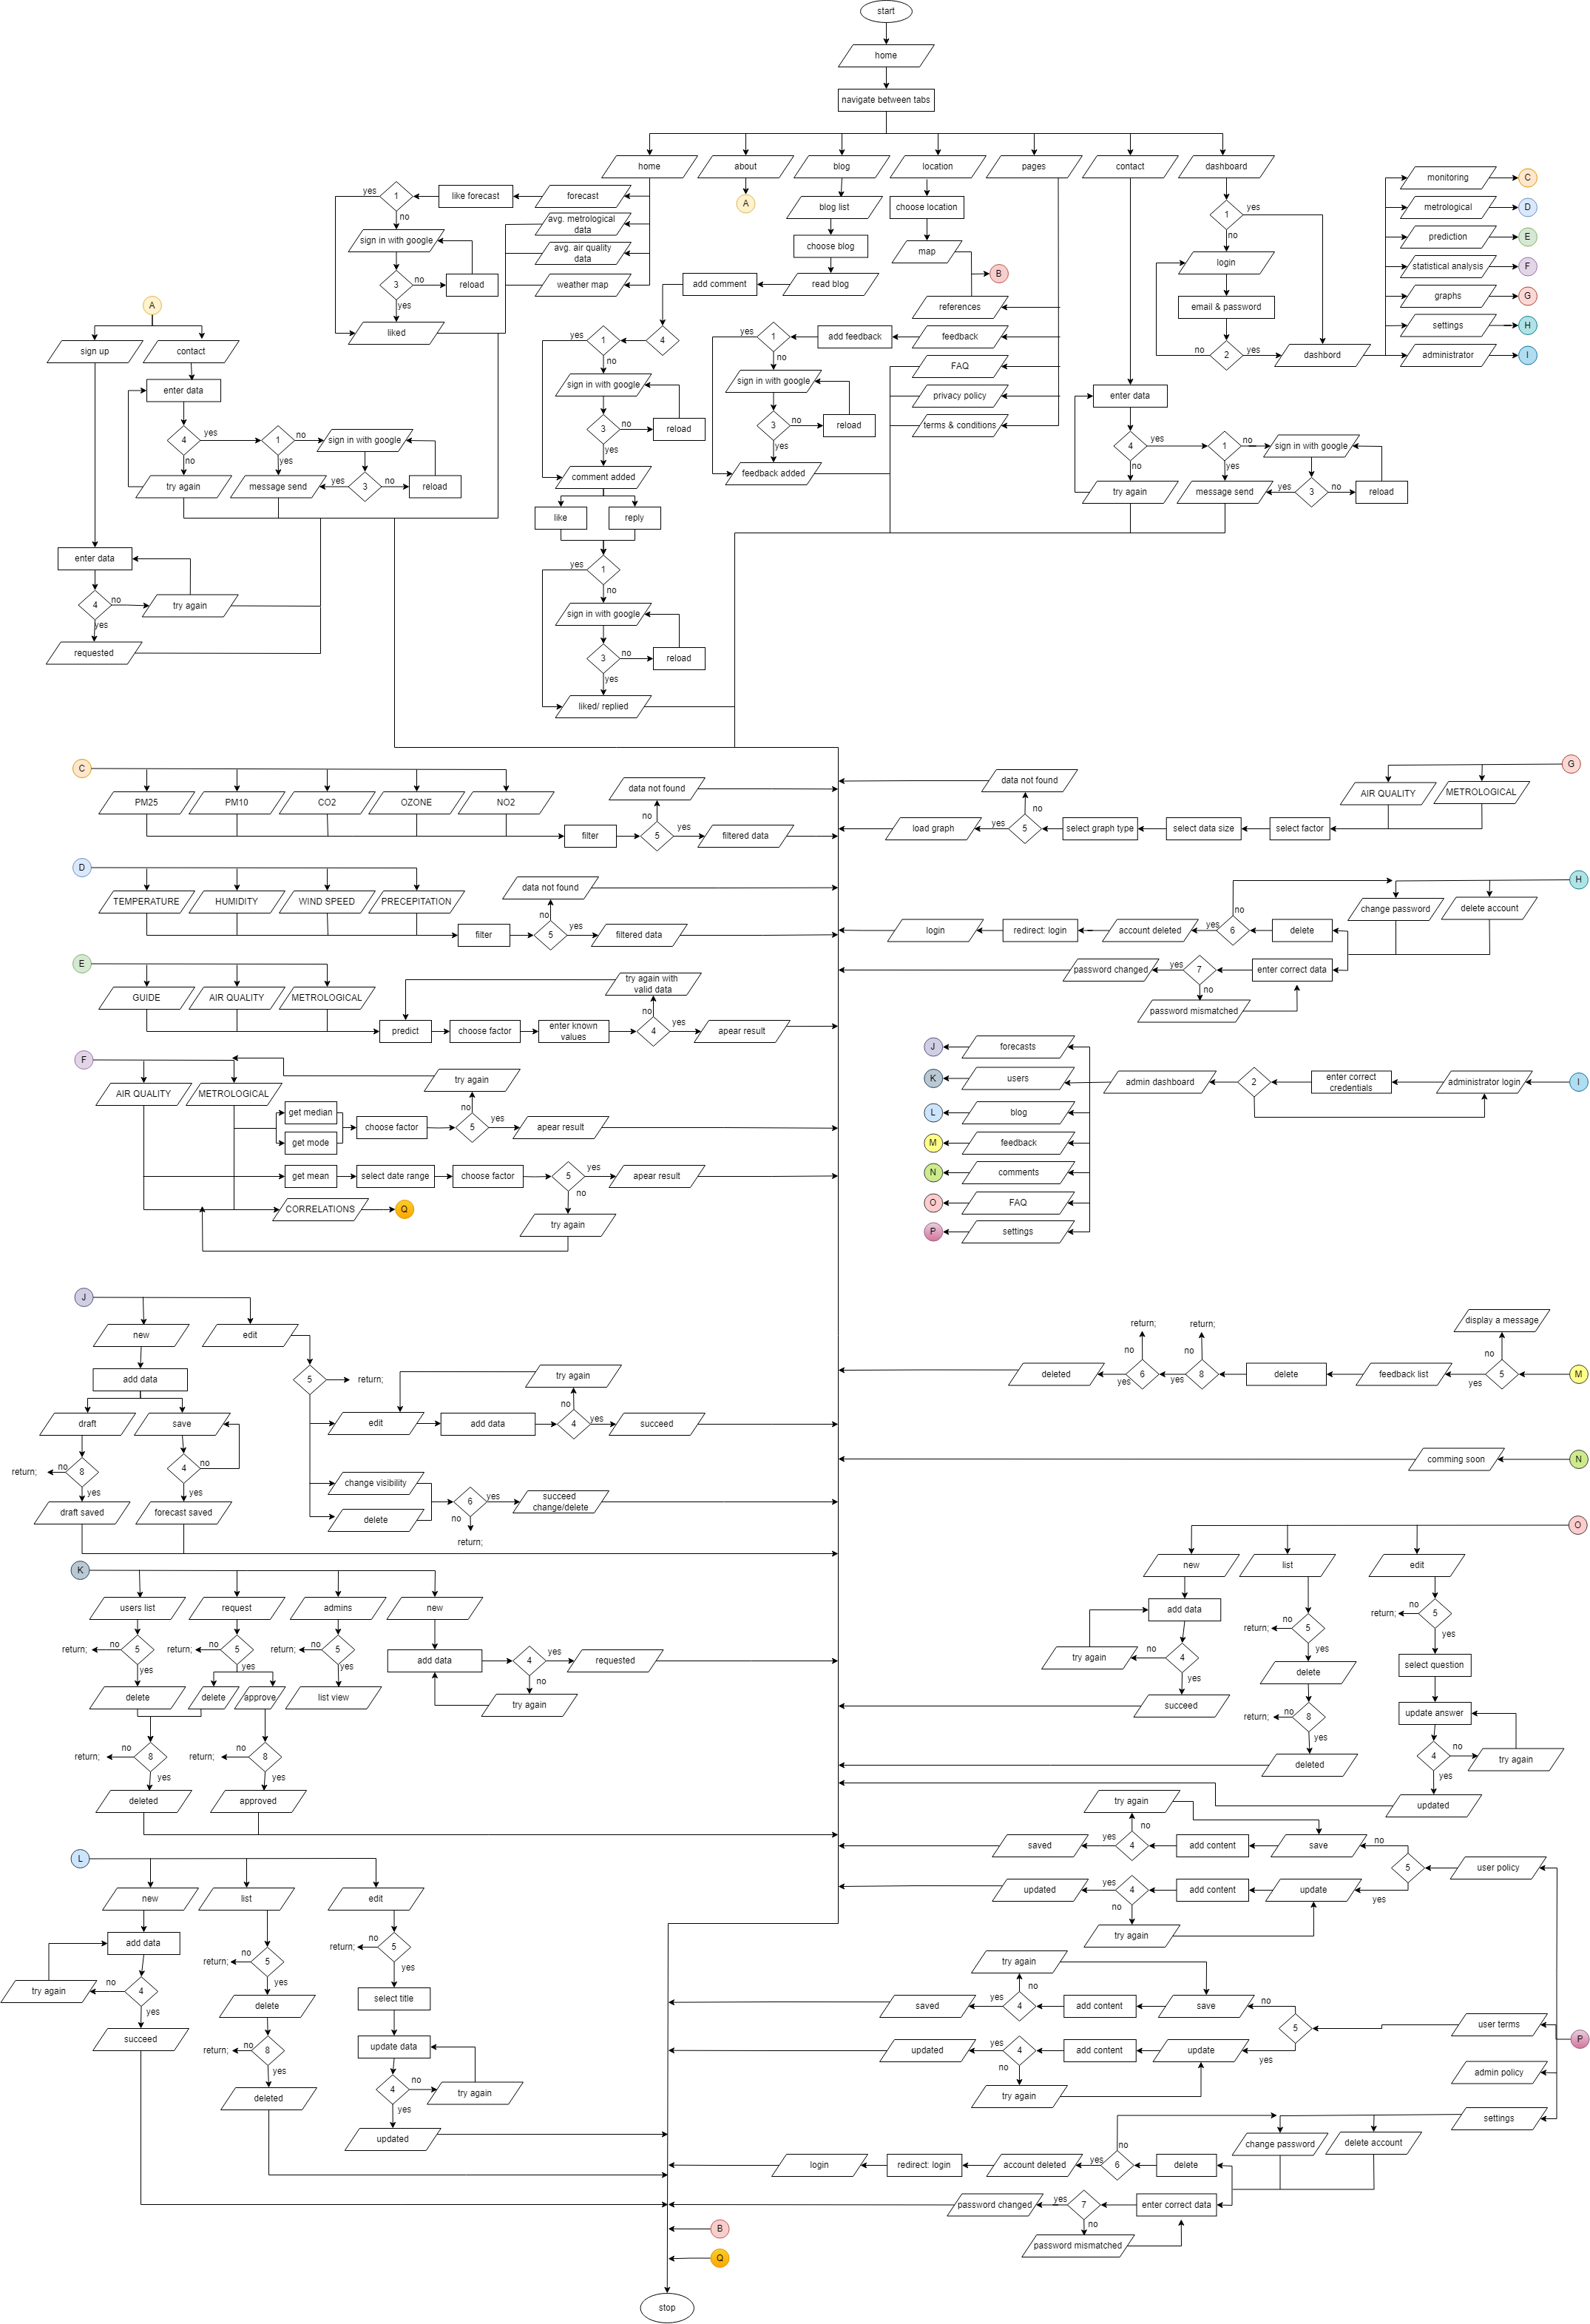 start
home
navigate between tabs
home
about
blog
location
pages
contact
dashboard
yes
1
like forecast
forecast
no
sign in with google
3
no
reload
yes
liked
avg. metrological
data
avg. air quality
data
weather map
A
blog list
choose blog
read blog
add comment
4
yes
1
no
sign in with google
3
no
reload
yes
comment added
like
reply
yes
1
no
sign in with google
3
no
reload
yes
liked/ replied
choose location
map
B
references
feedback
add feedback
yes
1
no
sign in with google
3
no
reload
yes
feedback added
FAQ
privacy policy
terms & conditions
enter data
4
yes
1
no
sign in with google
no
yes
try again
message send
yes
3
no
reload
1
yes
no
login
email & password
no
2
yes
dashbord
monitoring
C
metrological
D
prediction
E
statistical analysis
F
graphs
G
settings
H
administrator
I
A
sign up
contact
enter data
4
yes
1
no
sign in with google
no
yes
try again
message send
yes
3
no
reload
enter data
4
no
try again
yes
requested
C
PM25
PM10
CO2
OZONE
NO2
filter
5
no
data not found
yes
filtered data
G
AIR QUALITY
METROLOGICAL
select factor
select data size
select graph type
5
no
data not found
yes
load graph
D
TEMPERATURE
HUMIDITY
WIND SPEED
PRECEPITATION
filter
5
no
data not found
yes
filtered data
H
change password
delete account
delete
6
no
yes
account deleted
redirect: login
login
enter correct data
7
yes
password changed
no
password mismatched
E
GUIDE
AIR QUALITY
METROLOGICAL
predict
choose factor
enter known
values
4
no
try again with
valid data
yes
apear result
F
AIR QUALITY
METROLOGICAL
get median
get mode
choose factor
5
no
try again
yes
apear result
get mean
select date range
choose factor
5
yes
apear result
no
try again
CORRELATIONS
Q
I
administrator login
enter correct
credentials
2
admin dashboard
forecasts
J
users
K
blog
L
feedback
M
comments
N
FAQ
O
settings
P
J
new
edit
add data
draft
save
8
no
return;
yes
draft saved
4
no
yes
forecast saved
5
return;
edit
add data
4
no
try again
yes
succeed
change visibility
delete
6
yes
succeed
change/delete
no
return;
M
5
no
display a message
yes
feedback list
delete
8
no
return;
yes
6
no
return;
yes
deleted
N
comming soon
O
new
list
edit
add data
4
no
try again
yes
succeed
5
no
return;
yes
delete
8
no
return;
yes
deleted
5
no
return;
yes
select question
update answer
4
no
try again
yes
updated
K
users list
request
admins
new
5
no
return;
yes
delete
5
no
return;
yes
delete
approve
5
no
return;
yes
list view
add data
4
yes
requested
no
try again
8
no
return;
yes
deleted
8
no
return;
yes
approved
L
new
list
edit
add data
4
no
try again
yes
succeed
5
no
return;
yes
delete
8
no
return;
yes
deleted
5
no
return;
yes
select title
update data
4
no
try again
yes
updated
P
user policy
5
no
save
add content
4
no
try again
yes
saved
yes
update
add content
4
yes
updated
no
try again
user terms
5
no
save
add content
4
no
try again
yes
saved
yes
update
add content
4
yes
updated
no
try again
admin policy
settings
change password
delete account
delete
6
no
yes
account deleted
redirect: login
login
enter correct data
7
yes
password changed
no
password mismatched
B
Q
stop